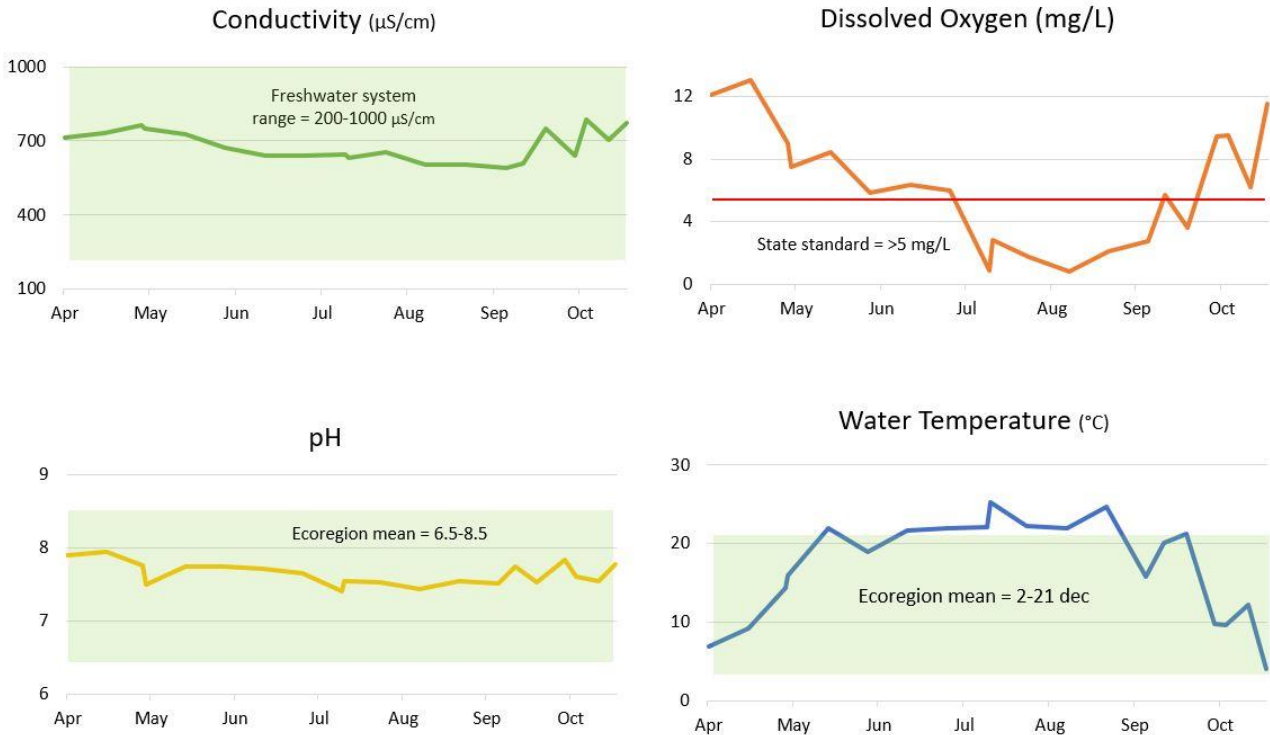 Conductivity (µS/cm)
1000
700
400
100
Freshwater system
range = 200-1000 µS/cm
Apr May Jun Jul Aug Sep Oct
Dissolved Oxygen (mg/L)
12
8
4
0
State standard = >5 mg/L
Apr May Jun Jul Aug Sep Oct
pH
9
8
7
6
Ecoregion mean = 6.5-8.5
Apr May Jun Jul Aug Sep Oct
Water Temperature (°C)
30
20
10
0
Ecoregion mean = 2-21 dec
Apr May Jun Jul Aug Sep Oct